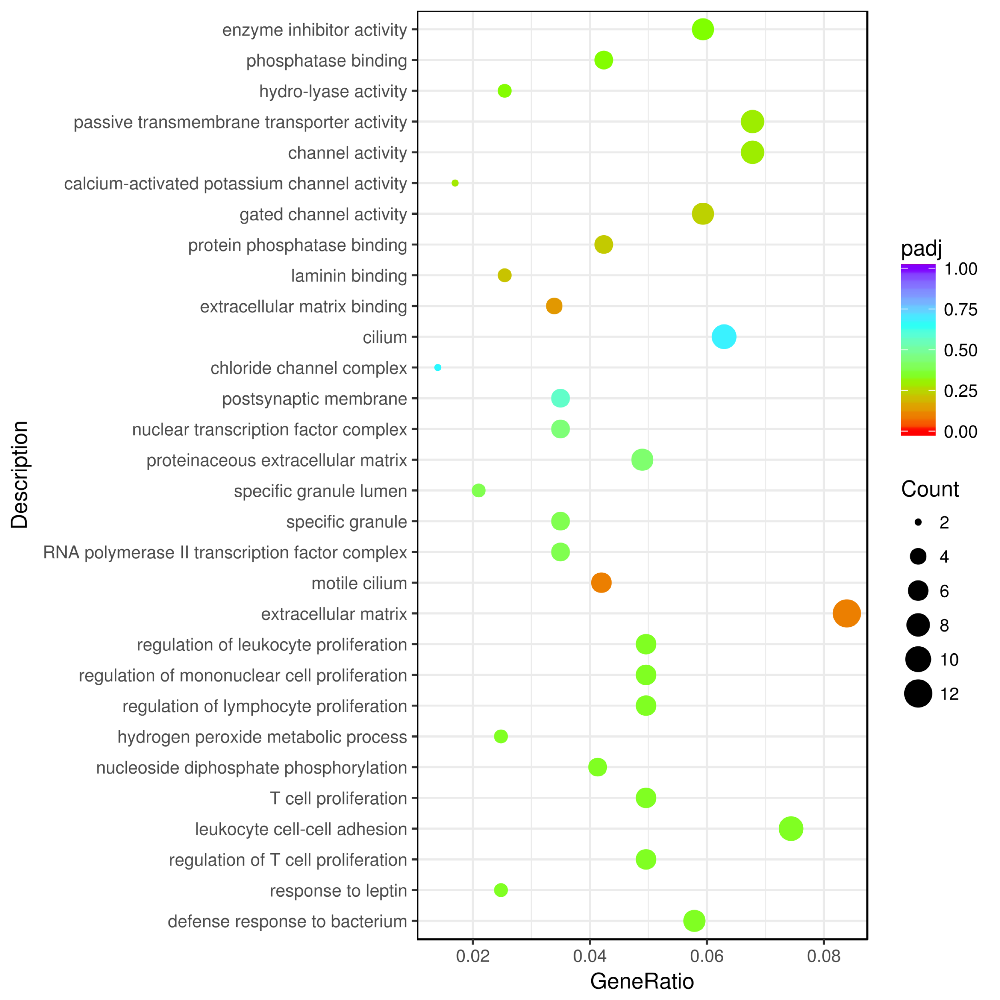 enzyme inhibitor activity
phosphatase binding
hydro-lyase activity
passive transmembrane transporter activity
channel activity
calcium-activated potassium channel activity
gated channel activity
protein phosphatase binding
laminin binding
extracellular matrix binding
cilium
chloride channel complex
postsynaptic membrane
nuclear transcription factor complex
proteinaceous extracellular matrix
specific granule lumen
specific granule
RNA polymerase II transcription factor complex
motile cilium
extracellular matrix
regulation of leukocyte proliferation
regulation of mononuclear cell proliferation
regulation of lymphocyte proliferation
hydrogen peroxide metabolic process
nucleoside diphosphate phosphorylation
T cell proliferation
leukocyte cell-cell adhesion
regulation of T cell proliferation
response to leptin
defense response to bacterium
Description
0.02 0.04 0.06 0.08
GeneRatio
padj
1.00
0.75
0.50
0.25
0.00
Count
2
4
6
8
10
12